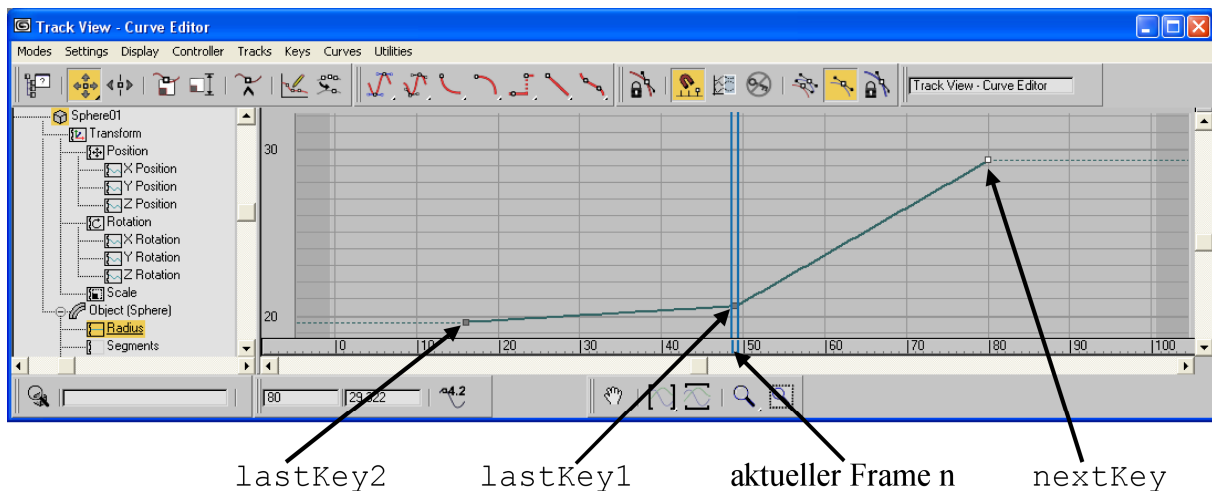 Track View - Curve Editor
Modes Settings Display Controller Tracks Keys Curves Utilities
Track View - Curve Editor
Sphere01
Transform
Position
X Position
Y Position
Z Position
Rotation
X Rotation
Y Rotation
Z Rotation
Scale
Object (Sphere)
Radius
Segments
30
20
0 10 20 30 40 50 60 70 80 90 100
80 29,322 4.2
lastKey2 lastKey1 aktueller Frame n nextKey